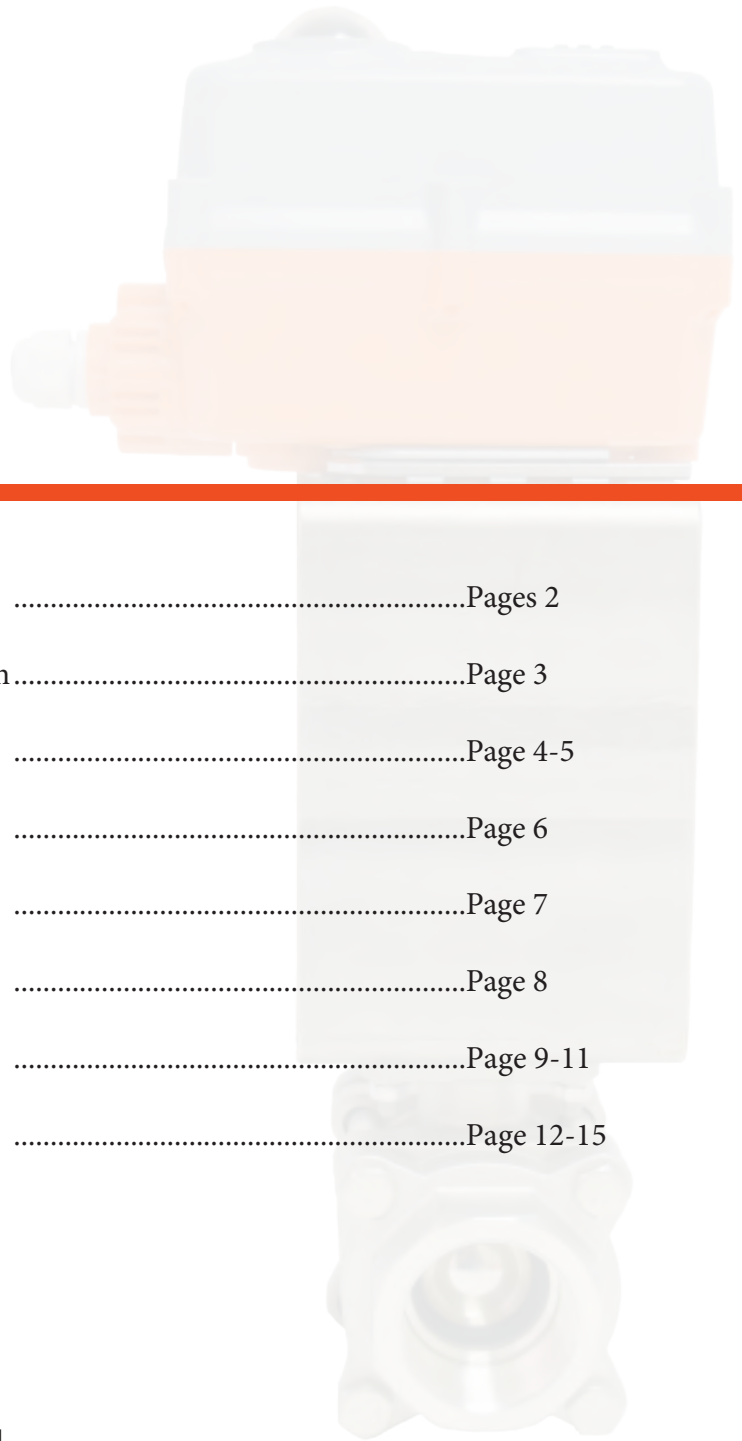 .............................................................Pages 2
n.............................................................Page 3
.............................................................Page 4-5
.............................................................Page 6
.............................................................Page 7
.............................................................Page 8
.............................................................Page 9-11
.............................................................Page 12-15